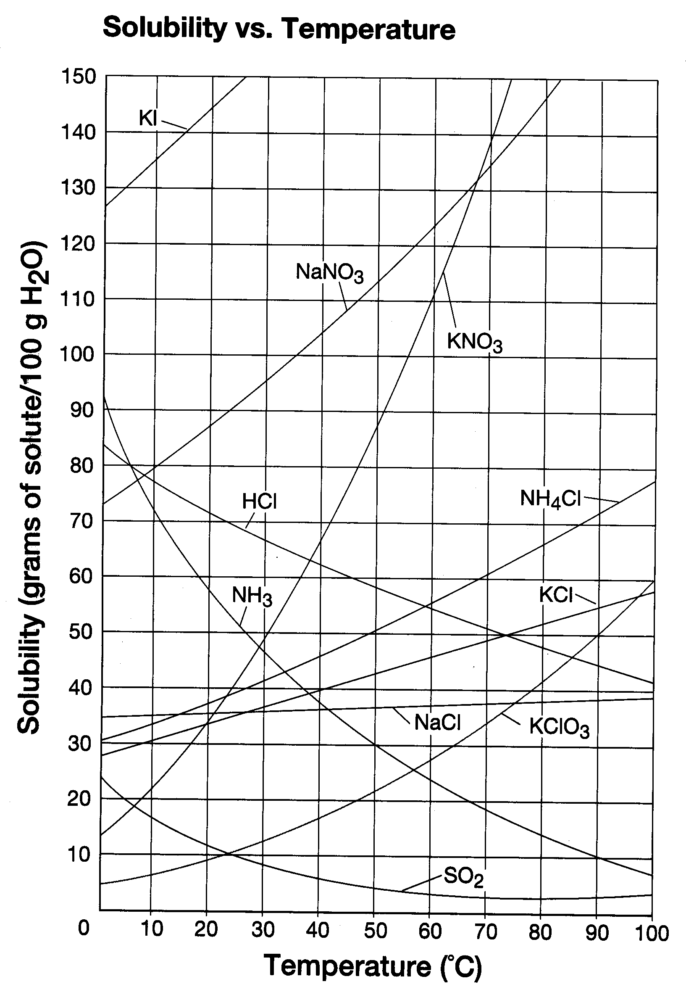 Solubility vs. Temperature
150
KI
140
130
120
NaNO3
110
KNO3
100
90
80
HCl
NH4Cl
70
60
NH3
KCl
50
40
NaCl
KClO3
30
20
10
SO2
0 10 20 30 40 50 60 70 80 90 100
Temperature (°C)
Solubility (grams of solute/100 g H2O)